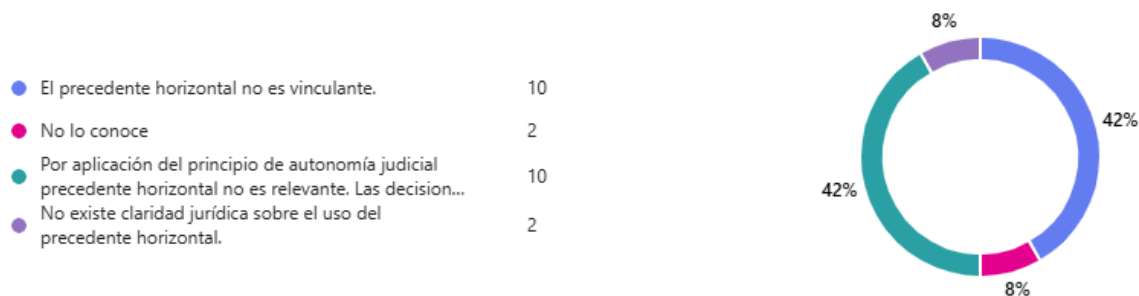 El precedente horizontal no es vinculante. 10
No lo conoce 2
Por aplicación del principio de autonomía judicial
precedente horizontal no es relevante. Las decision... 10
No existe claridad jurídica sobre el uso del
precedente horizontal. 2
8%
42%
42%
8%